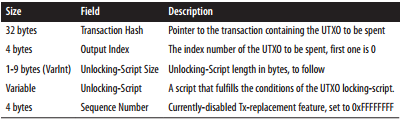 Size Field Description
32 bytes Transaction Hash Pointer to the transaction containing the UTXO to be spent
4 bytes Output Index The index number of the UTXO to be spent, first one is 0
1-9 bytes (VarInt) Unlocking-Script Size Unlocking-Script length in bytes, to follow
Variable Unlocking-Script A script that fulfills the conditions of the UTXO locking-script.
4 bytes Sequence Number Currently-disabled Tx-replacement feature, set to 0xFFFFFFFF